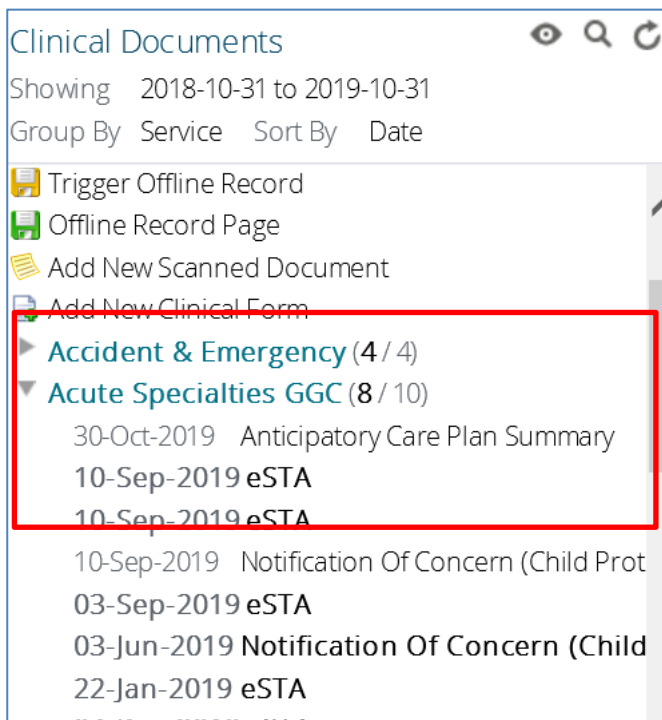 Clinical Documents
Showing 2018-10-31 to 2019-10-31
Group By Service Sort By Date
Trigger Offline Record
Offline Record Page
Add New Scanned Document
Add New Clinical Form
Accident & Emergency (4 / 4)
Acute Specialties GGC (8 / 10)
30-Oct-2019 Anticipatory Care Plan Summary
10-Sep-2019 eSTA
10-Sep-2019 eSTA
10-Sep-2019 Notification Of Concern (Child Prot
03-Sep-2019 eSTA
03-Jun-2019 Notification Of Concern (Child
22-Jan-2019 eSTA